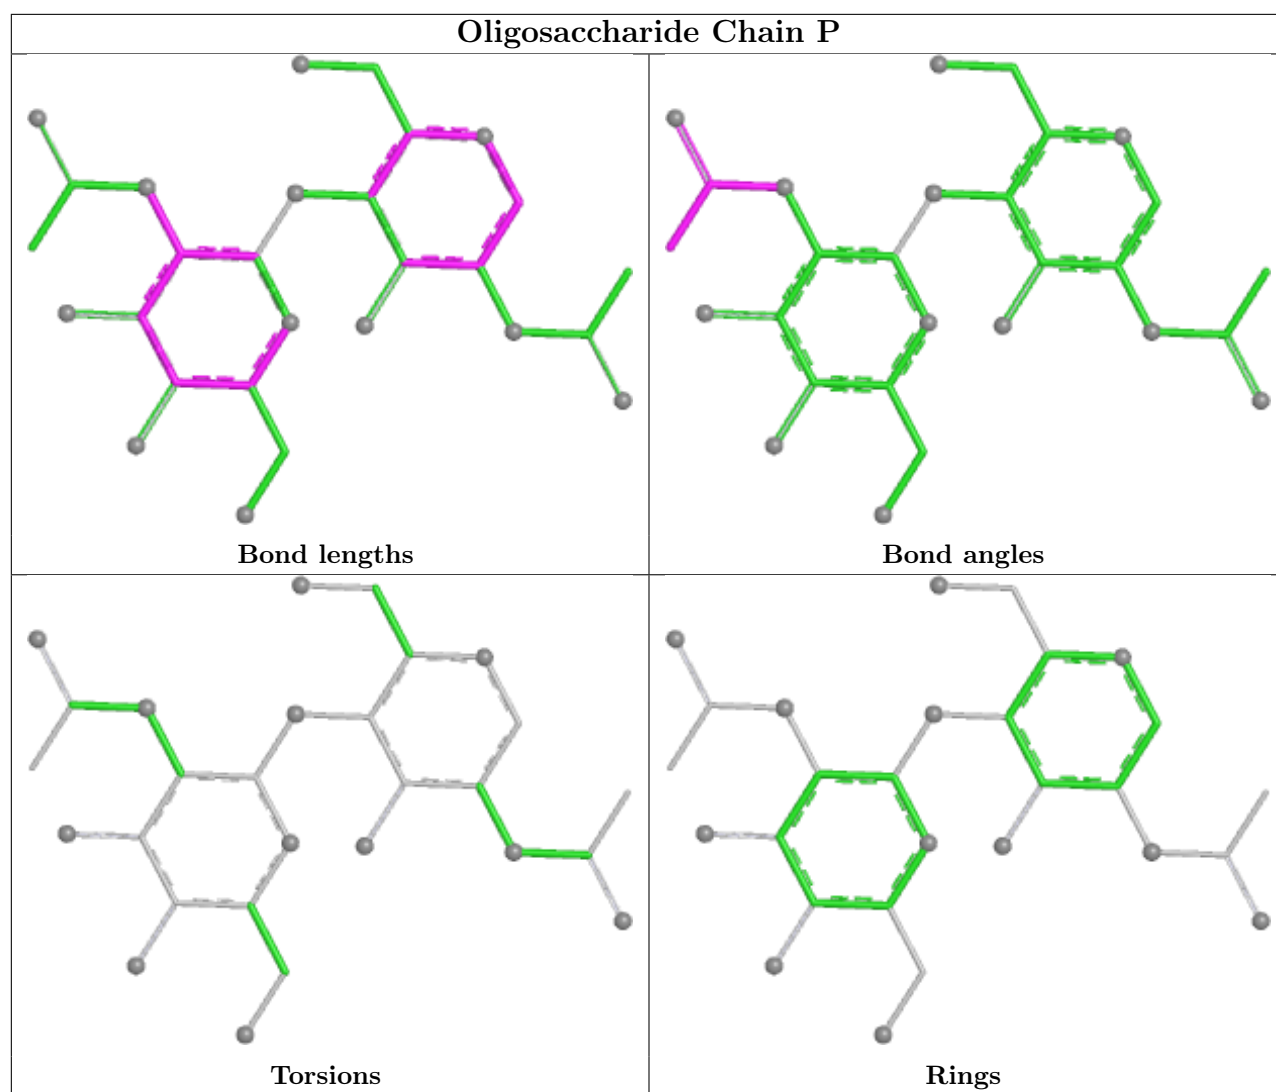 Oligosaccharide Chain P
Bond lengths
Bond angles
Torsions
Rings